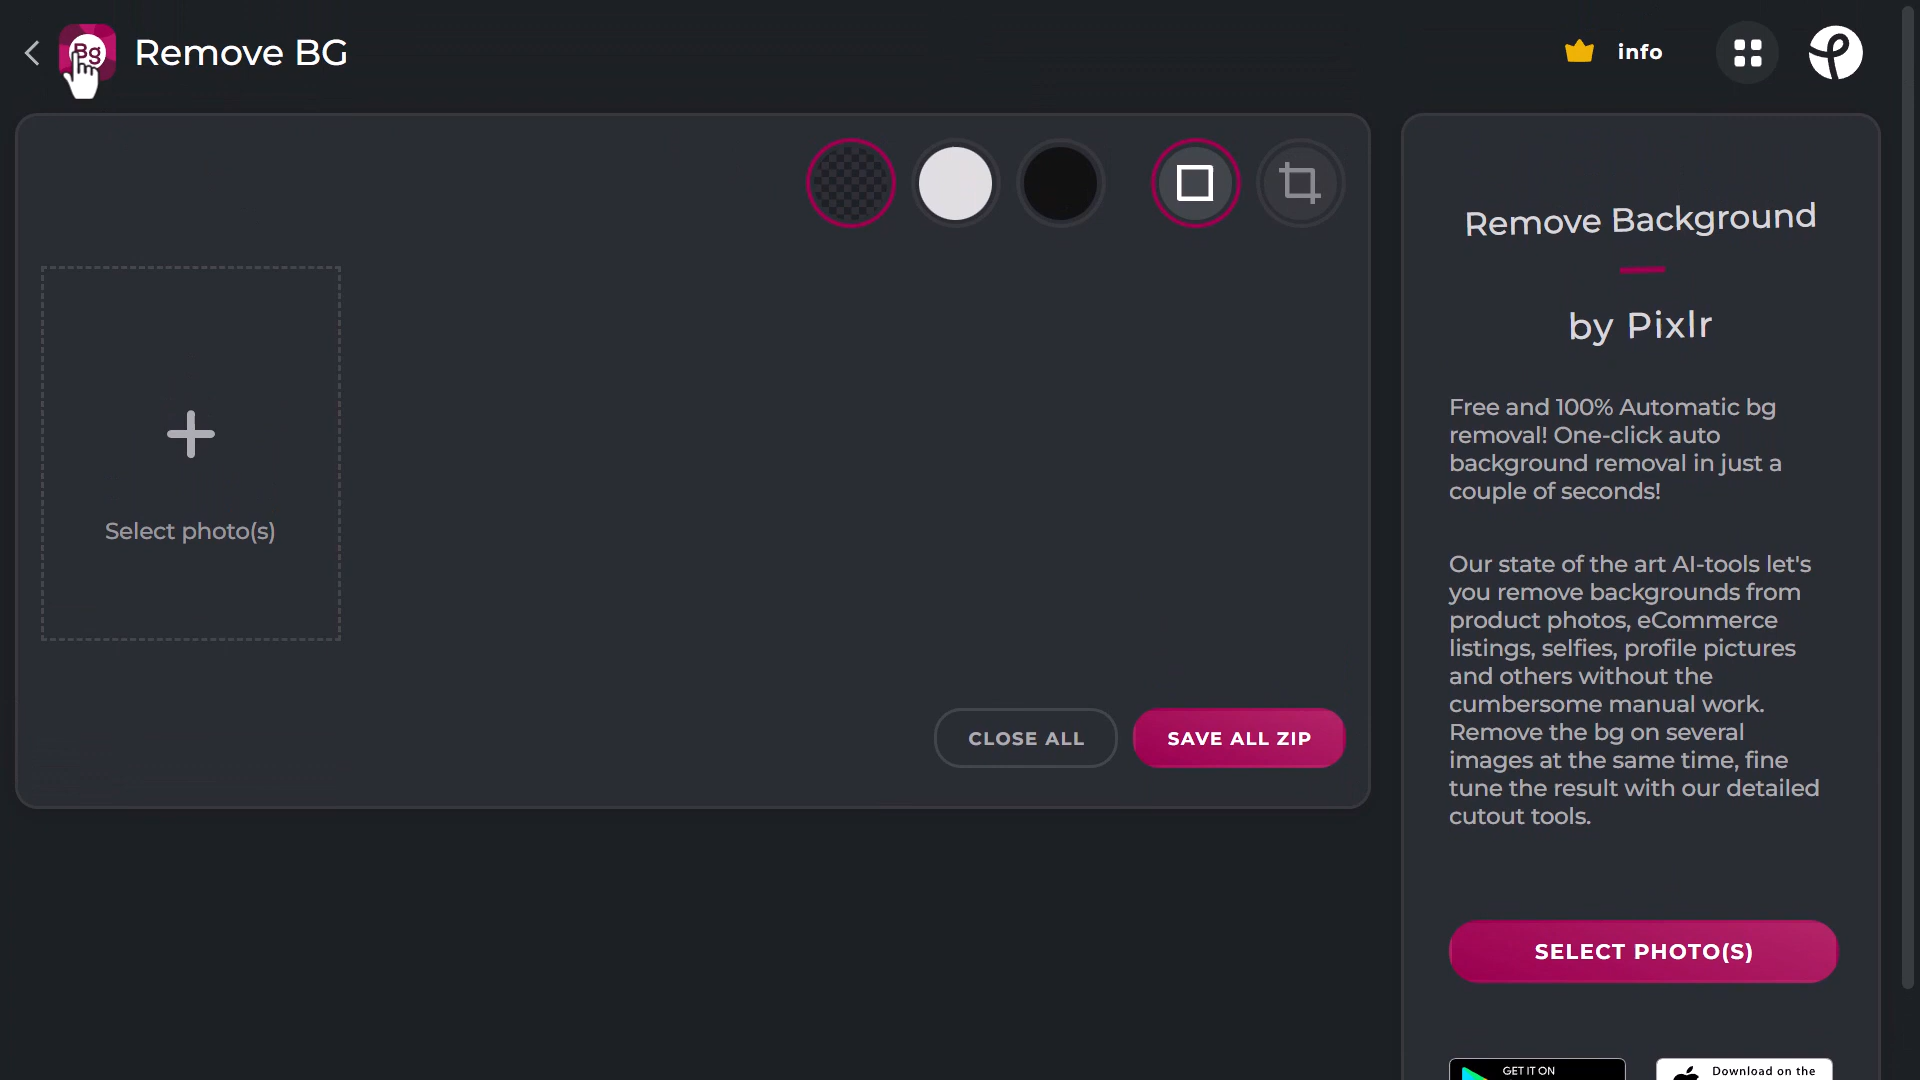 Bg
Remove BG
info
Remove Background
by Pixlr
Free and 100% Automatic bg
removal! One-click auto
background removal in just a
couple of seconds!
Our state of the art AI-tools let's
you remove backgrounds from
product photos, eCommerce
listings, selfies, profile pictures
and others without the
cumbersome manual work.
Remove the bg on several
images at the same time, fine
tune the result with our detailed
cutout tools.
Select photo(s)
CLOSE ALL
SAVE ALL ZIP
SELECT PHOTO(S)
GET IT ON
Download on the